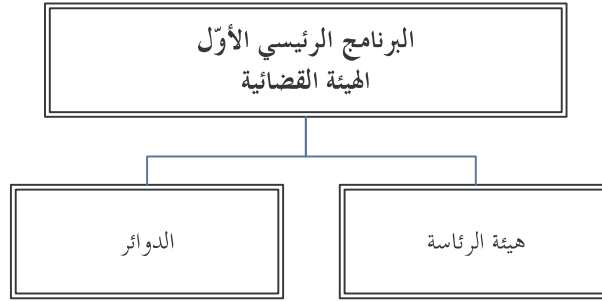 البرنامج الرئيسي الأوّل
الهيئة القضائية
هيئة الرئاسة
الدوائر